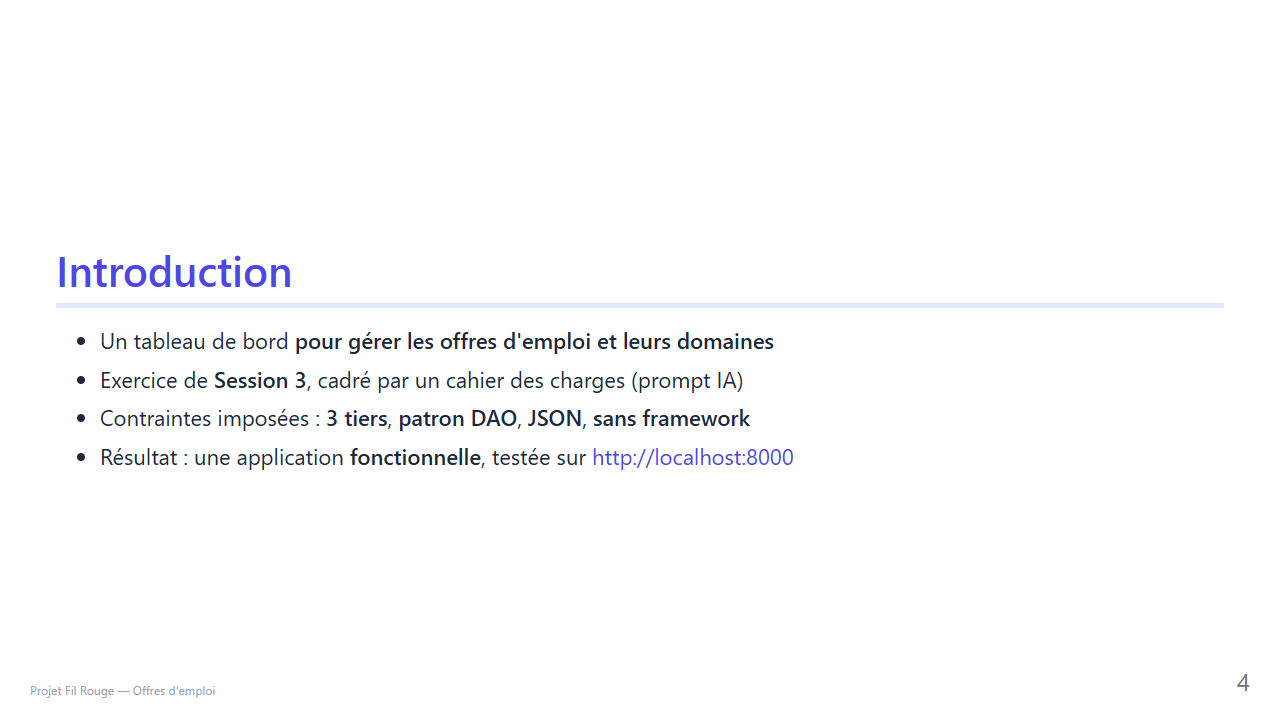 Introduction
Un tableau de bord pour gérer les offres d'emploi et leurs domaines
Exercice de Session 3, cadré par un cahier des charges (prompt IA)
Contraintes imposées : 3 tiers, patron DAO, JSON, sans framework
Résultat : une application fonctionnelle, testée sur http://localhost:8000
Projet Fil Rouge — Offres d'emploi
4